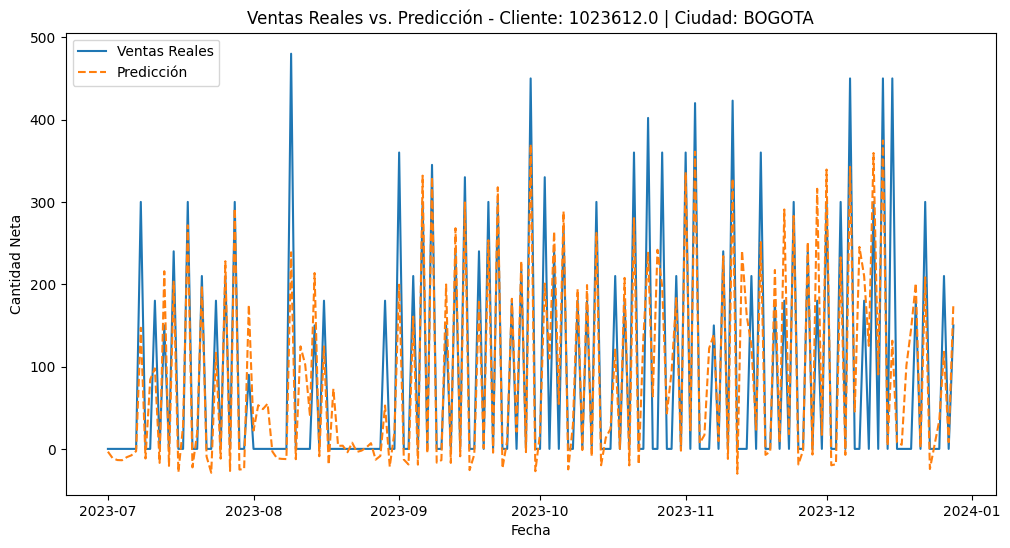 Ventas Reales vs. Predicción - Cliente: 1023612.0 | Ciudad: BOGOTA
Ventas Reales
Predicción
Cantidad Neta
500
400
300
200
100
0
2023-07
2023-08
2023-09
2023-10
2023-11
2023-12
2024-01
Fecha